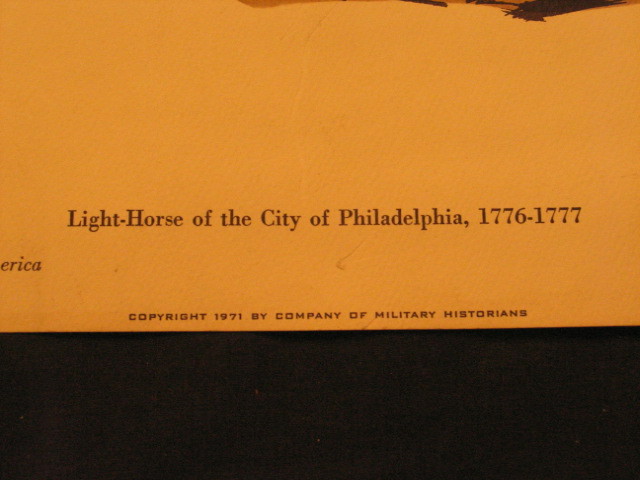 Light-Horse of the City of Philadelphia, 1776-1777
erica
COPYRIGHT 1971 BY COMPANY OF MILITARY HISTORIANS